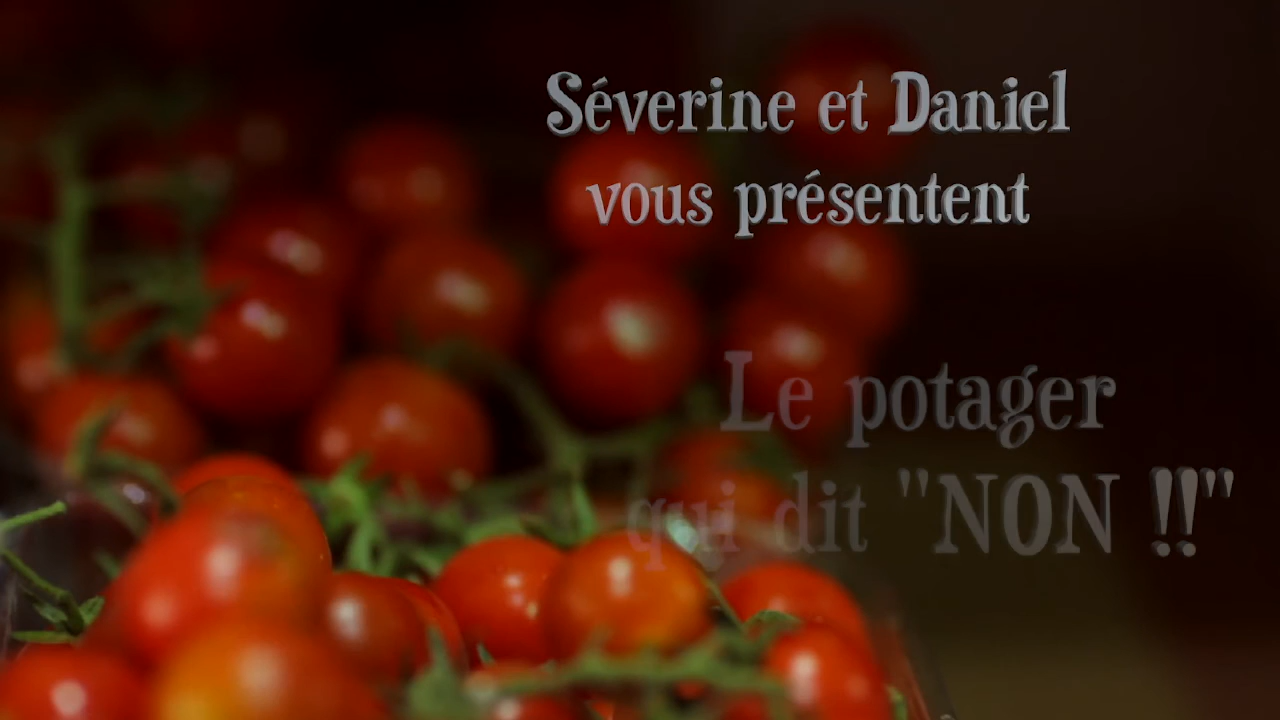 Séverine et Daniel
vous présentent
Le potager
qui dit "NON !!"